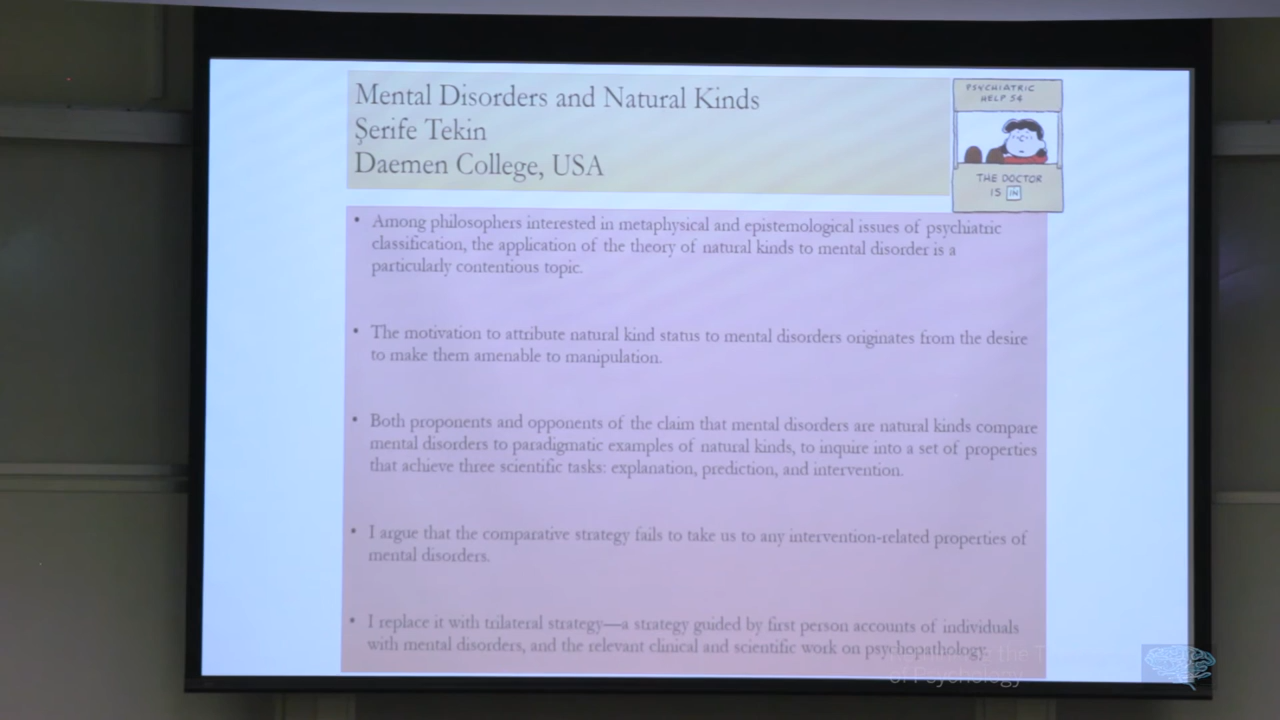 Mental Disorders and Natural Kinds
Şerife Tekin
Daemen College, USA
PSYCHIATRIC
HELP 5¢
THE DOCTOR
IS IN
• Among philosophers interested in metaphysical and epistemological issues of psychiatric
classification, the application of the theory of natural kinds to mental disorder is a
particularly contentious topic.
• The motivation to attribute natural kind status to mental disorders originates from the desire
to make them amenable to manipulation.
• Both proponents and opponents of the claim that mental disorders are natural kinds compare
mental disorders to paradigmatic examples of natural kinds, to inquire into a set of properties
that achieve three scientific tasks: explanation, prediction, and intervention.
• I argue that the comparative strategy fails to take us to any intervention-related properties of
mental disorders.
• I replace it with trilateral strategy—a strategy guided by first person accounts of individuals
with mental disorders, and the relevant clinical and scientific work on psychopathology.
the T
of Psychology